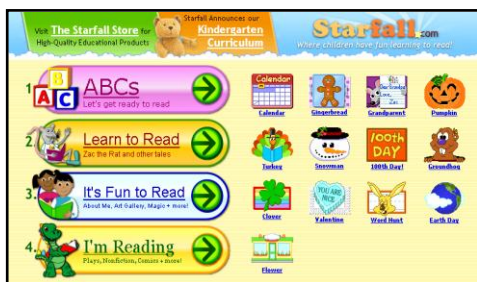 Visit The Starfall Store for
High-Quality Educational Products
Starfall Announces our
Kindergarten
Curriculum
Starfall.com
Where children have fun learning to read!
1.
ABCs
Let's get ready to read
2.
Learn to Read
Zac the Rat and other tales
3.
It's Fun to Read
About Me, Art Gallery, Magic + more!
4.
I'm Reading
Plays, Nonfiction, Comics + more!
Calendar
Calendar
Gingerbread
Grandparent
Pumpkin
Turkey
Snowman
100th
DAY
100th Day!
Groundhog
Clover
YOU ARE
NICE
Valentine
Word Hunt
Earth Day
Flower